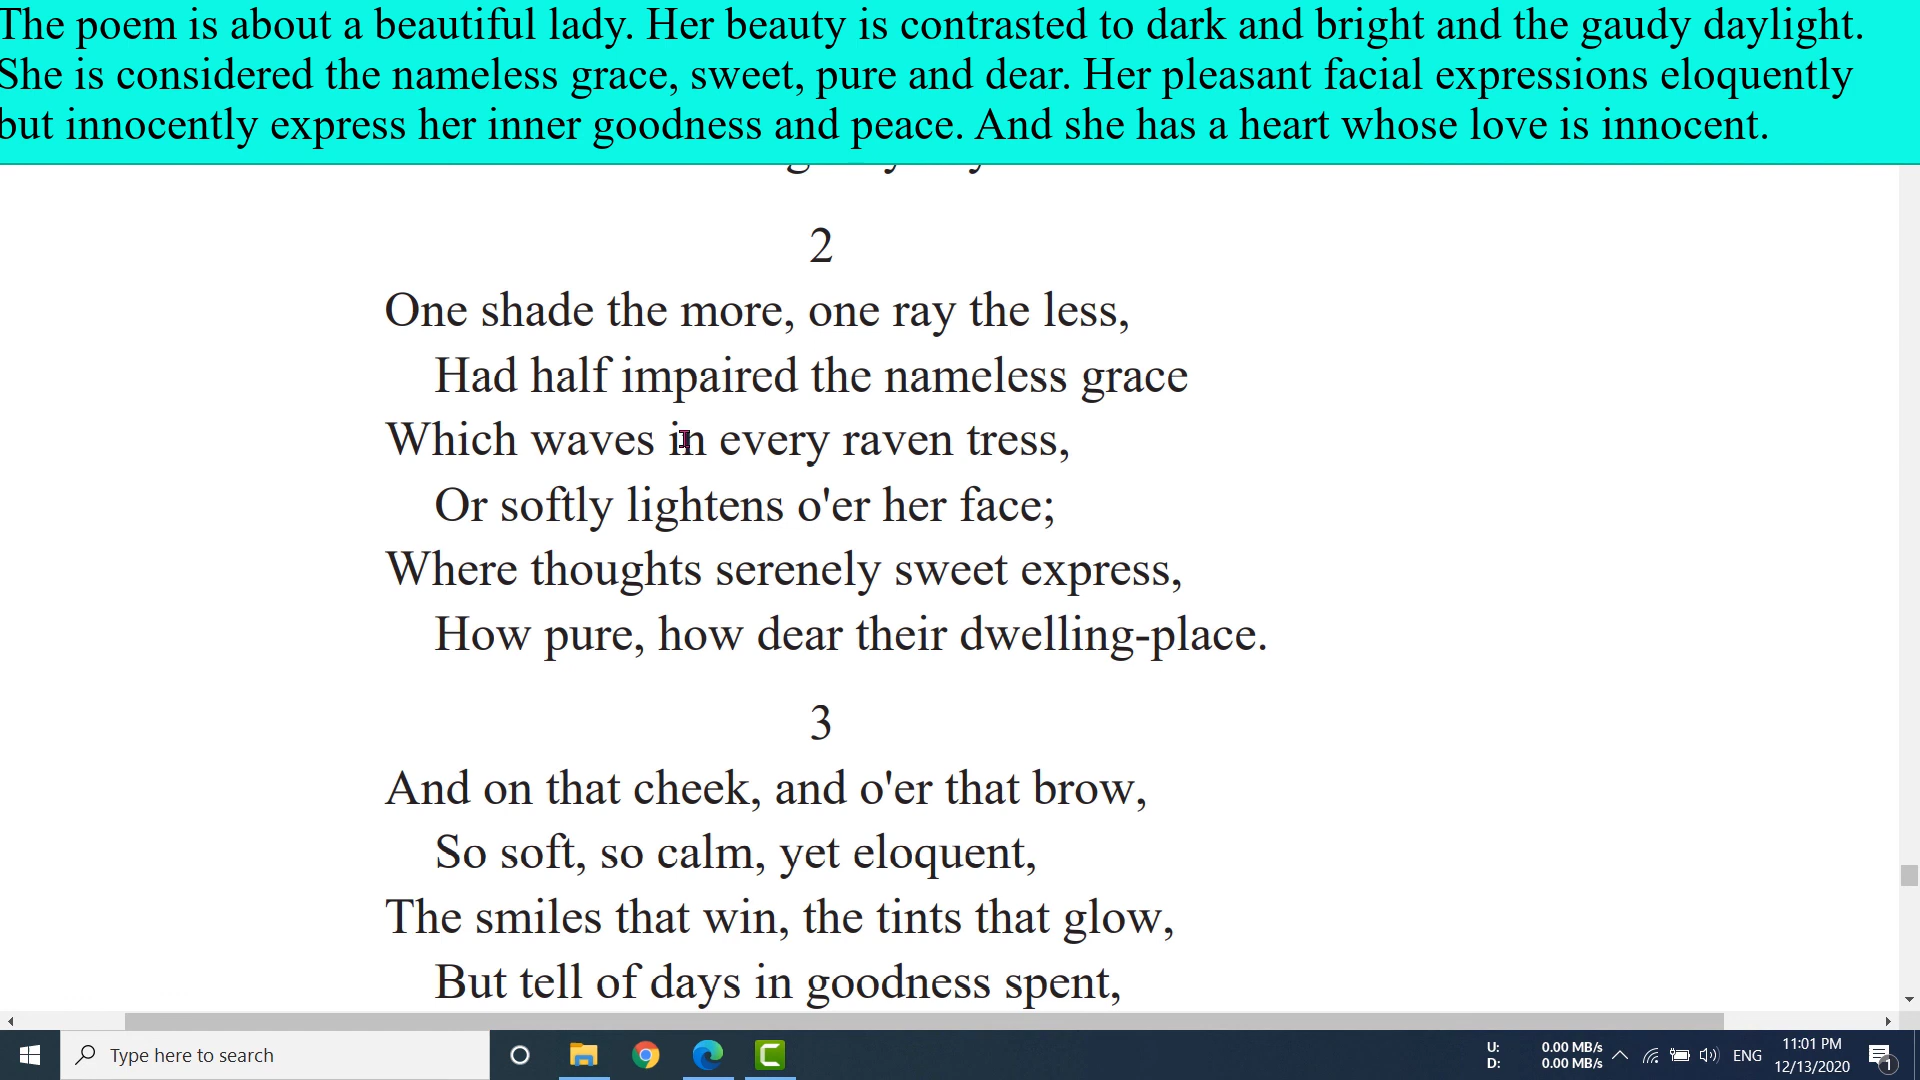 The poem is about a beautiful lady. Her beauty is contrasted to dark and bright and the gaudy daylight.
She is considered the nameless grace, sweet, pure and dear. Her pleasant facial expressions eloquently
but innocently express her inner goodness and peace. And she has a heart whose love is innocent.
2
One shade the more, one ray the less,
Had half impaired the nameless grace
Which waves in every raven tress,
Or softly lightens o'er her face;
Where thoughts serenely sweet express,
How pure, how dear their dwelling-place.
3
And on that cheek, and o'er that brow,
So soft, so calm, yet eloquent,
The smiles that win, the tints that glow,
But tell of days in goodness spent,
Type here to search
U: 0.00 MB/s
D: 0.00 MB/s
ENG
11:01 PM
12/13/2020
1